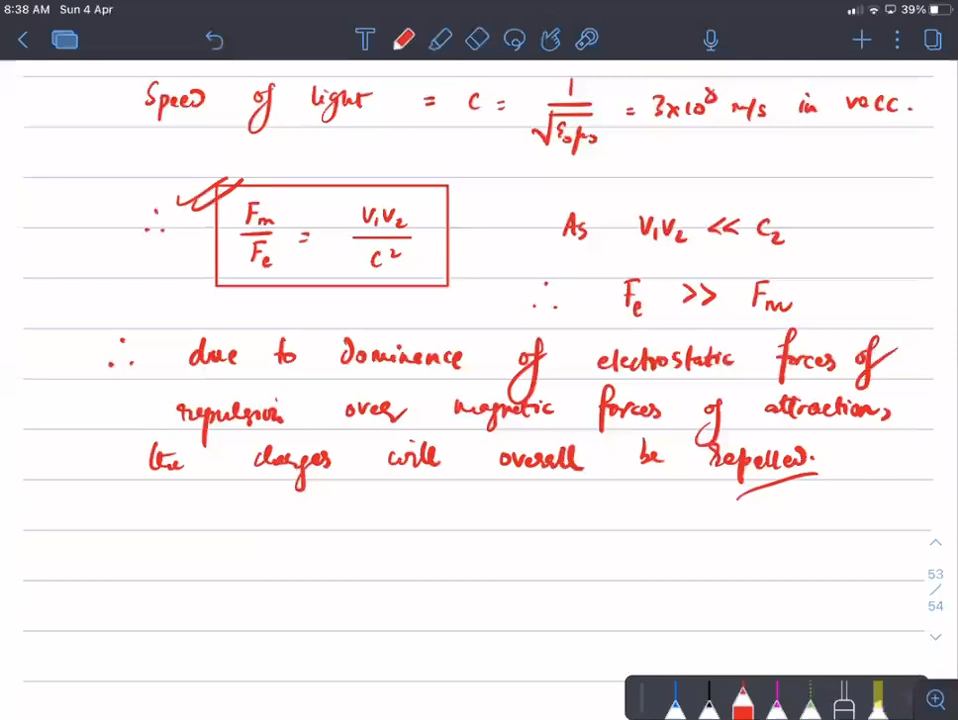 8:38 AM Sun 4 Apr
39%
Speed of light = c = 1/√ε₀μ₀ = 3×10⁸ m/s in vacc.
∴ Fm/Fe = v₁v₂/c² As v₁v₂ << c₂
∴ Fe >> Fm
∴ due to dominence of electrostatic forces of
repulsion over magnetic forces of attraction,
the charges will overall be repelled.
53
/
54